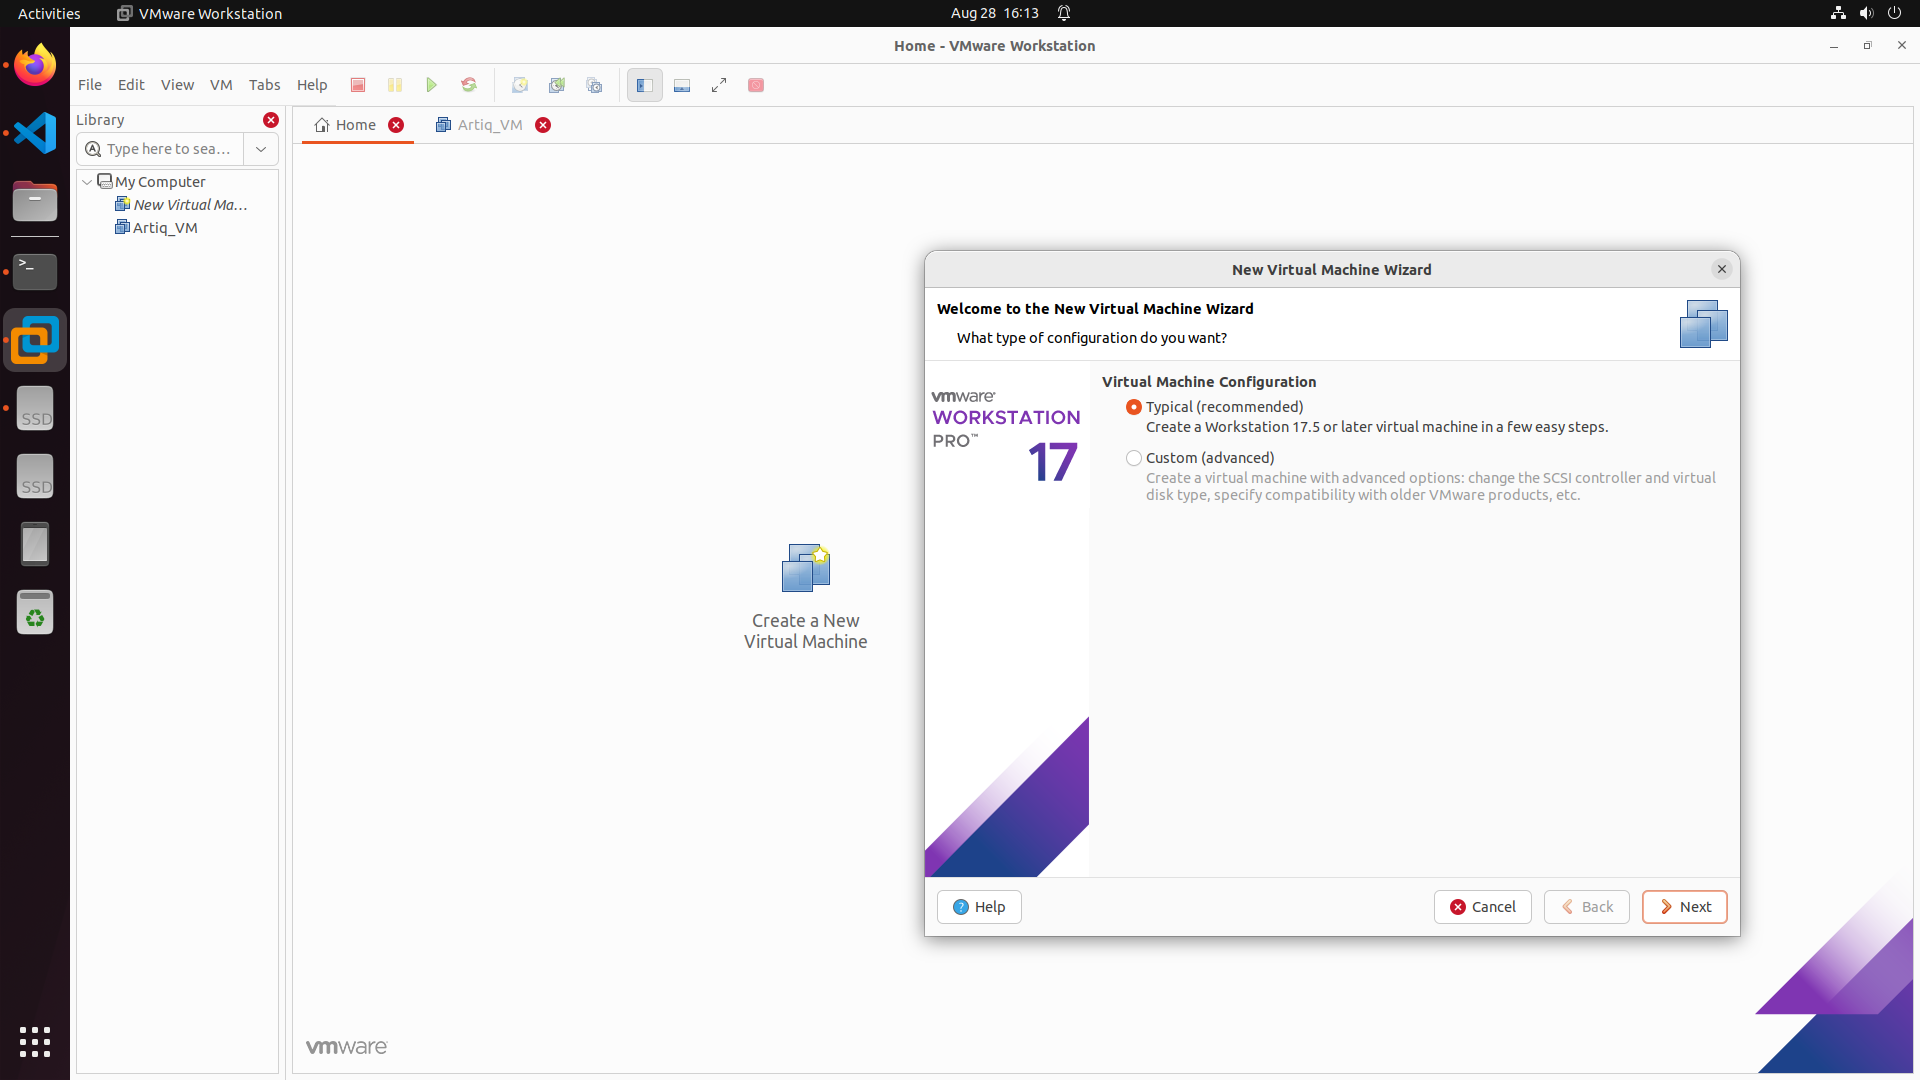 Activities
VMware Workstation
Aug 28 16:13
Home - VMware Workstation
File Edit View VM Tabs Help
Library
Type here to sea...
My Computer
New Virtual Ma...
Artiq_VM
Home
Artiq_VM
SSD
SSD
Create a New
Virtual Machine
vmware
New Virtual Machine Wizard
Welcome to the New Virtual Machine Wizard
What type of configuration do you want?
vmware
WORKSTATION
PRO™
17
Virtual Machine Configuration
Typical (recommended)
Create a Workstation 17.5 or later virtual machine in a few easy steps.
Custom (advanced)
Create a virtual machine with advanced options: change the SCSI controller and virtual
disk type, specify compatibility with older VMware products, etc.
Help
Cancel
Back
Next